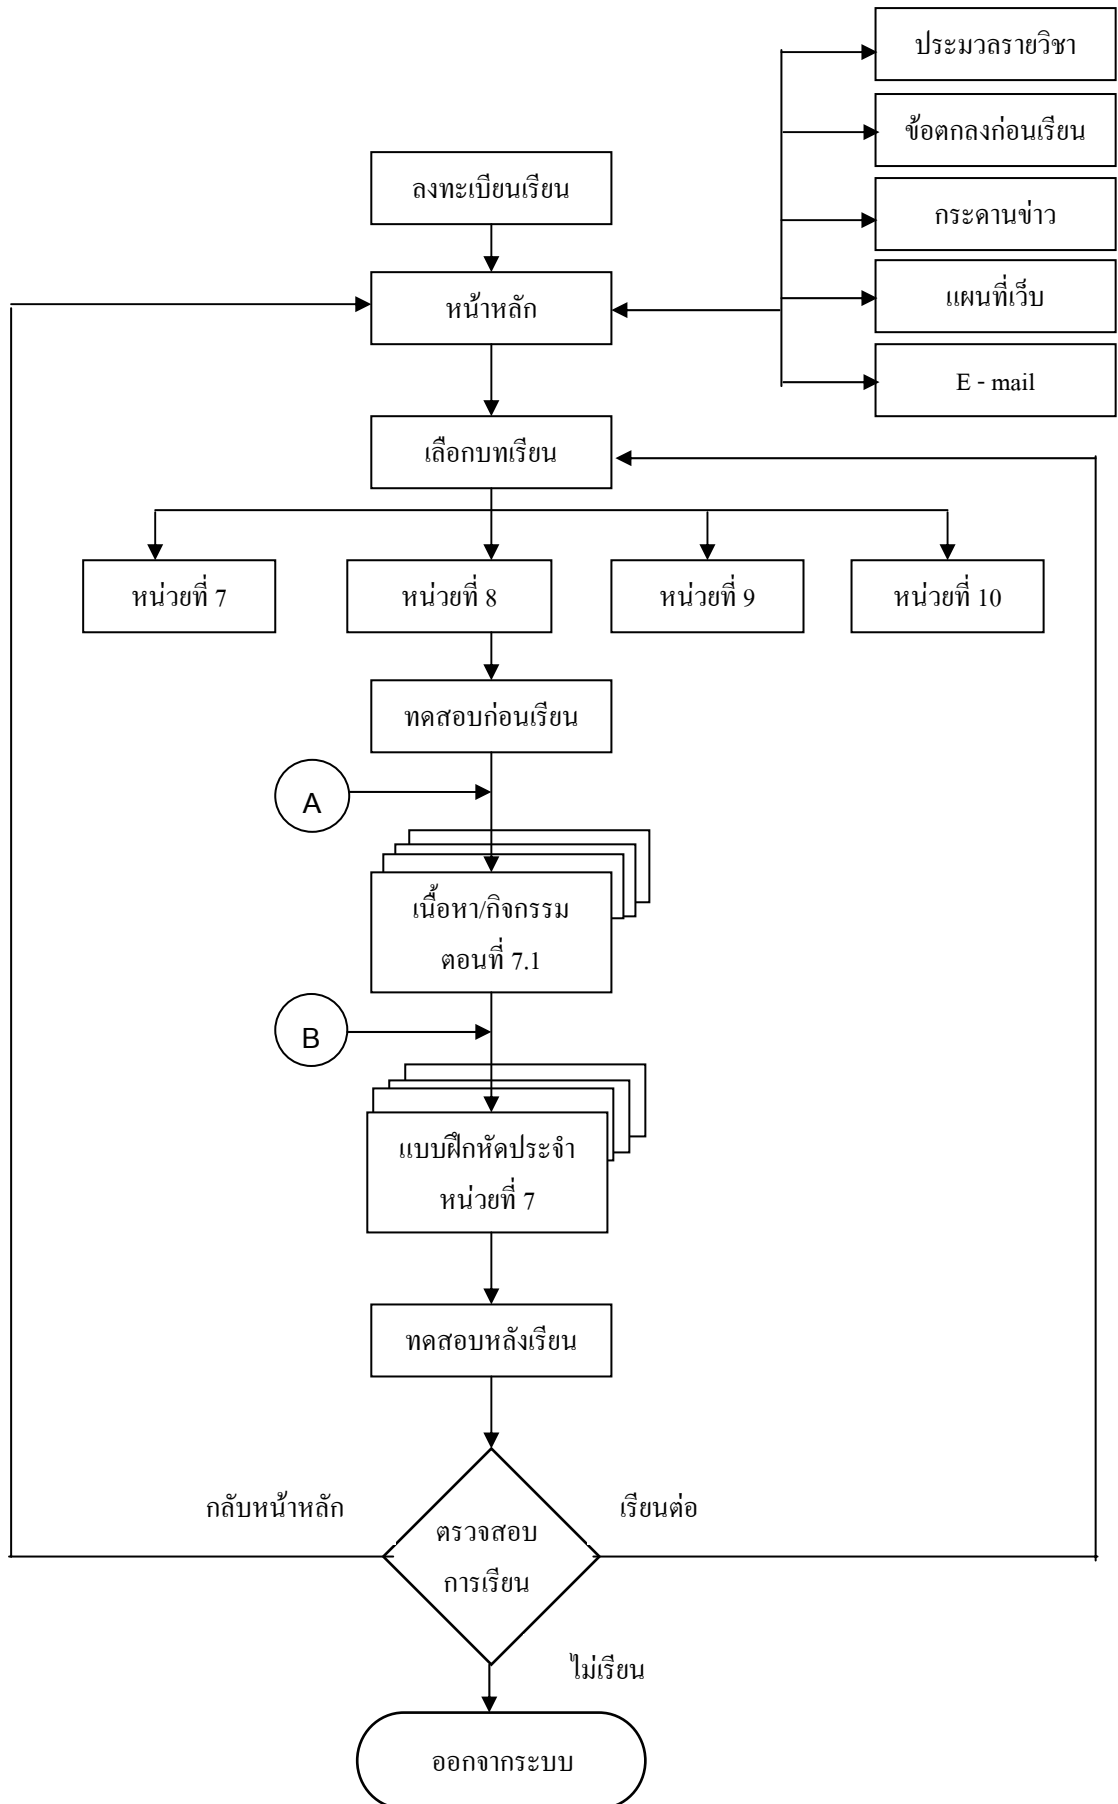 ประมวลรายวิชา
ข้อตกลงก่อนเรียน
ลงทะเบียนเรียน
กระดานข่าว
หน้าหลัก
แผนที่เว็บ
E - mail
เลือกบทเรียน
หน่วยที่ 7
หน่วยที่ 8
หน่วยที่ 9
หน่วยที่ 10
ทดสอบก่อนเรียน
A
เนื้อหา/กิจกรรม
ตอนที่ 7.1
B
แบบฝึกหัดประจำ
หน่วยที่ 7
ทดสอบหลังเรียน
กลับหน้าหลัก
เรียนต่อ
ตรวจสอบ
การเรียน
ไม่เรียน
ออกจากระบบ